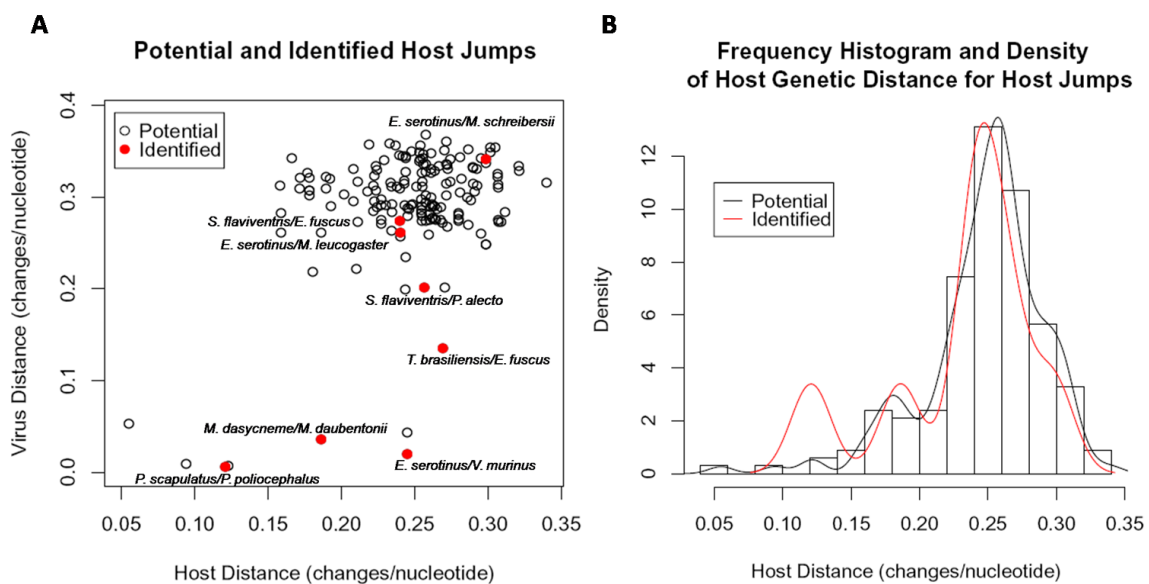 A
Potential and Identified Host Jumps
Potential
Identified
E. serotinus/M. schreibersii
S. flaviventris/E. fuscus
E. serotinus/M. leucogaster
S. flaviventris/P. alecto
T. brasiliensis/E. fuscus
M. dasycneme/M. daubentonii
E. serotinus/V. murinus
P. scapulatus/P. poliocephalus
Virus Distance (changes/nucleotide)
0.4
0.3
0.2
0.1
0.0
0.05 0.10 0.15 0.20 0.25 0.30 0.35
Host Distance (changes/nucleotide)
B
Frequency Histogram and Density
of Host Genetic Distance for Host Jumps
Potential
Identified
Density
12
10
8
6
4
2
0
0.05 0.10 0.15 0.20 0.25 0.30 0.35
Host Distance (changes/nucleotide)